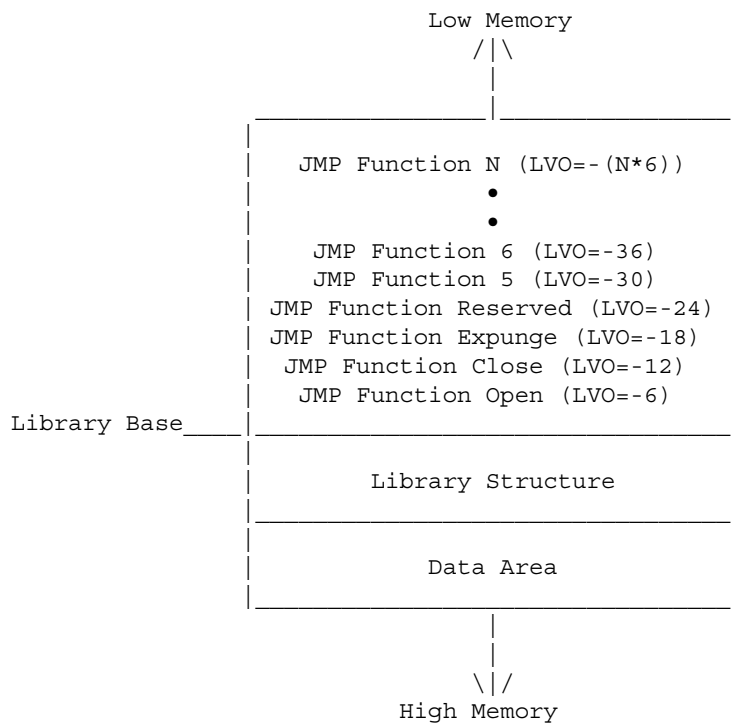 Low Memory
JMP Function N (LVO=-(N*6))
•
•
JMP Function 6 (LVO=-36)
JMP Function 5 (LVO=-30)
JMP Function Reserved (LVO=-24)
JMP Function Expunge (LVO=-18)
JMP Function Close (LVO=-12)
JMP Function Open (LVO=-6)
Library Base
Library Structure
Data Area
High Memory